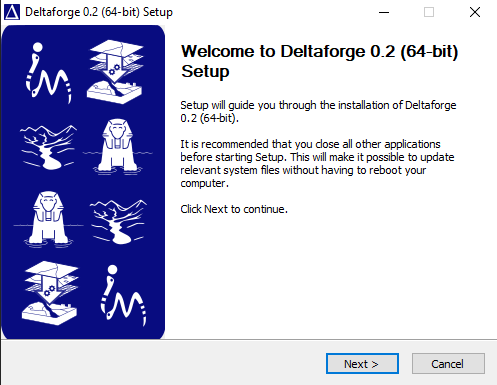 Deltaforge 0.2 (64-bit) Setup
Welcome to Deltaforge 0.2 (64-bit)
Setup
Setup will guide you through the installation of Deltaforge
0.2 (64-bit).
It is recommended that you close all other applications
before starting Setup. This will make it possible to update
relevant system files without having to reboot your
computer.
Click Next to continue.
Next >
Cancel